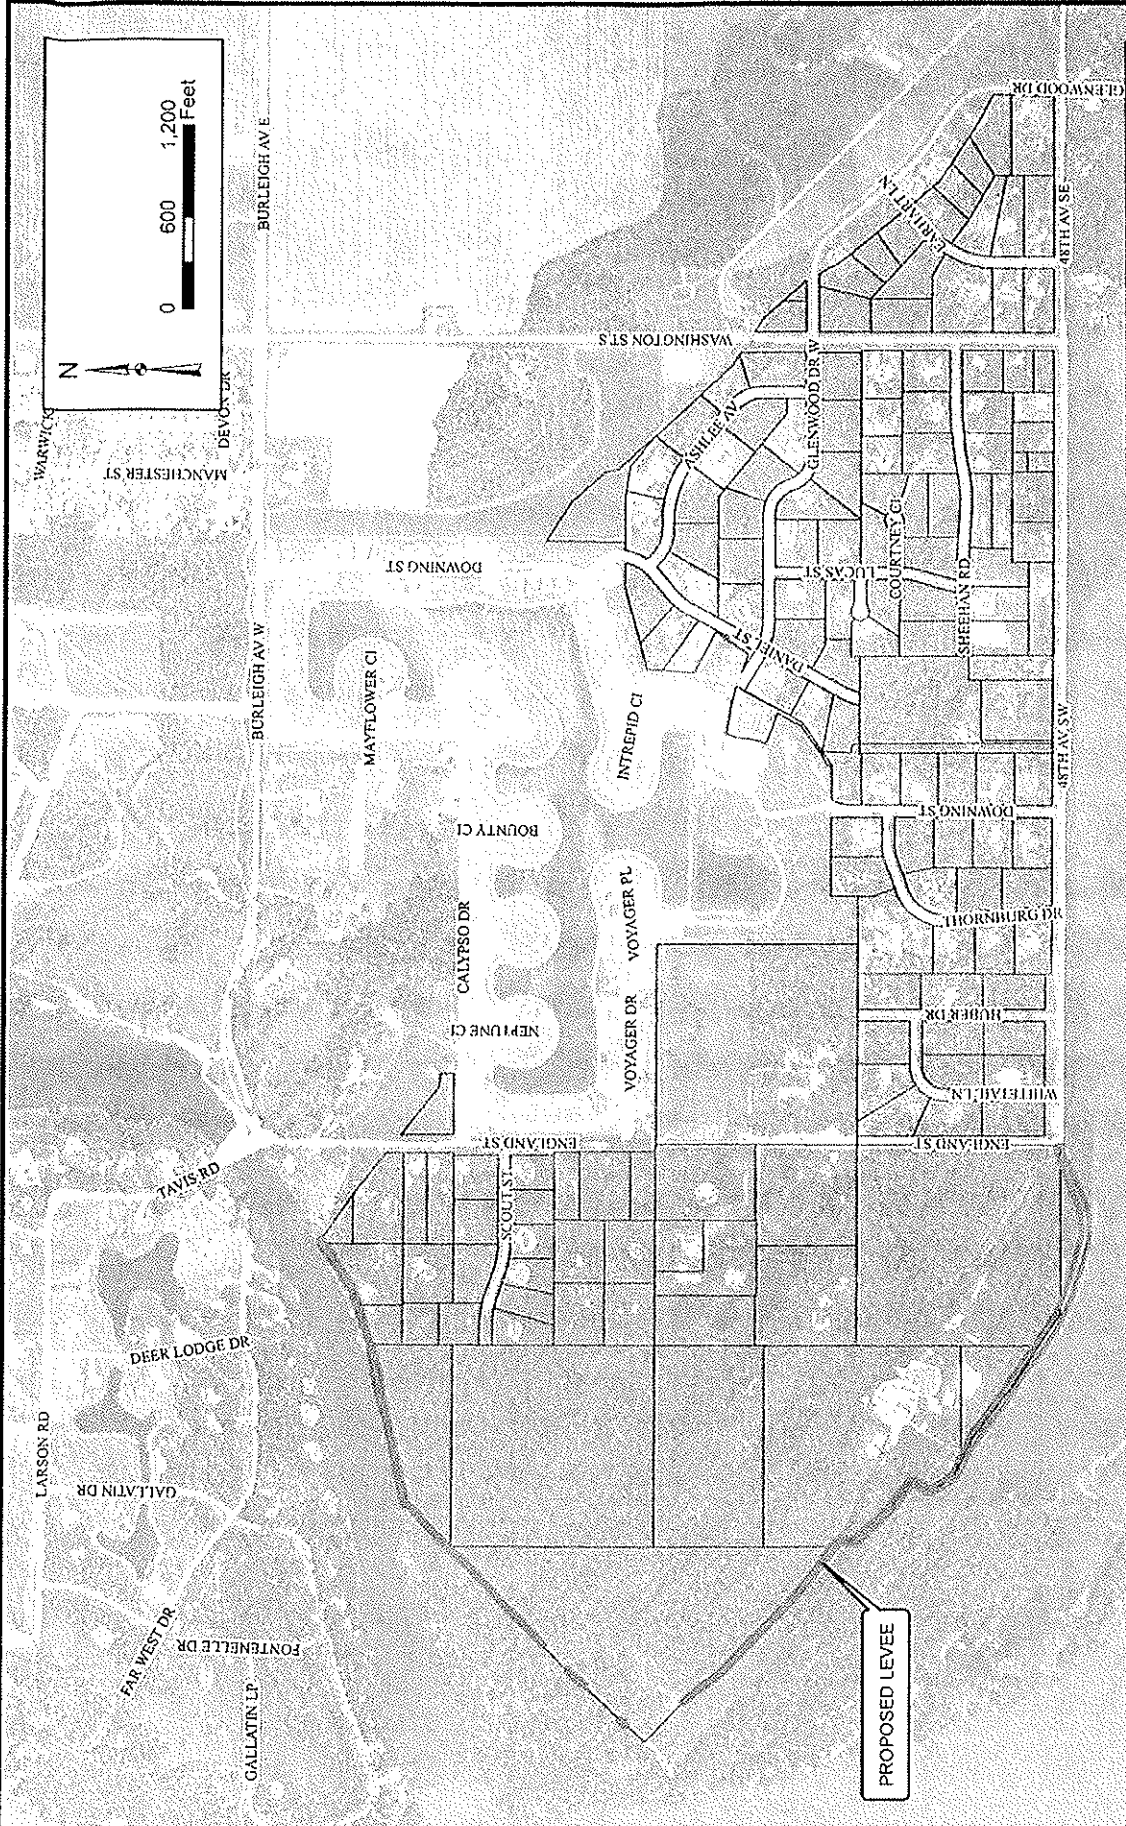 N
0 600 1,200
Feet
WARWICK
MANCHESTER ST
BURLEIGH AV E
BURLEIGH AV W
DOWNING ST
MAYFLOWER CI
CALYPSO DR
BOUNTY CI
NEPTUNE CI
INTREPID CI
VOYAGER PL
VOYAGER DR
ENGLAND ST
SCOUT ST
TAVIS RD
DEER LODGE DR
LARSON RD
GALLATIN DR
FAR WEST DR
FONTENELLE DR
GALLATIN LP
WASHINGTON ST S
ASHLEE AV
GLENWOOD DR W
GLENWOOD DR
EARHART LN
48TH AV SE
DANIEL ST
LUCAS ST
COURTNEY CI
SHEEHAN RD
48TH AV SW
DOWNING ST
THORNBURG DR
HUBER DR
WHITETAIL LN
ENGLAND ST
PROPOSED LEVEE